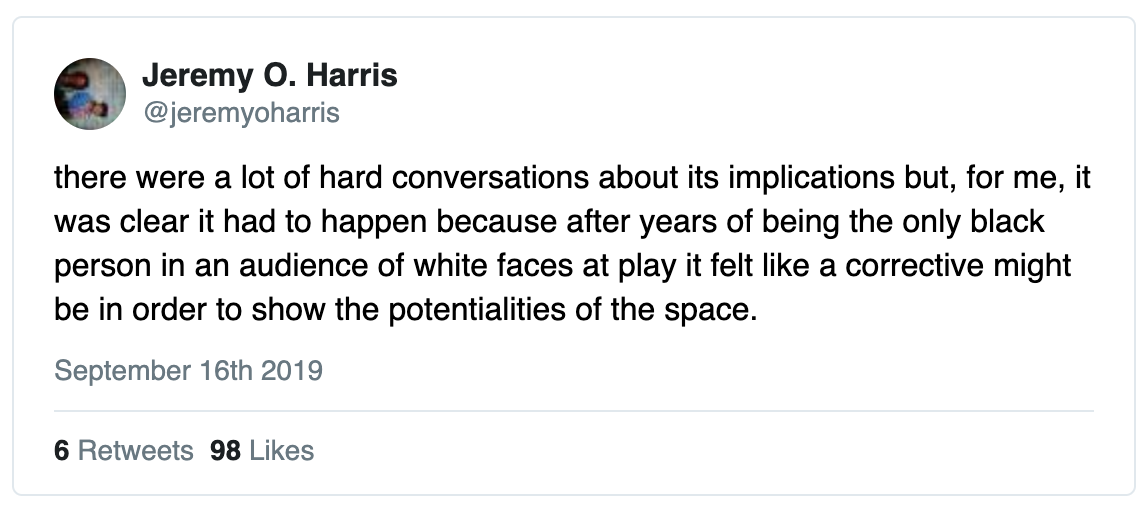 Jeremy O. Harris
@jeremyoharris
there were a lot of hard conversations about its implications but, for me, it
was clear it had to happen because after years of being the only black
person in an audience of white faces at play it felt like a corrective might
be in order to show the potentialities of the space.
September 16th 2019
6 Retweets 98 Likes